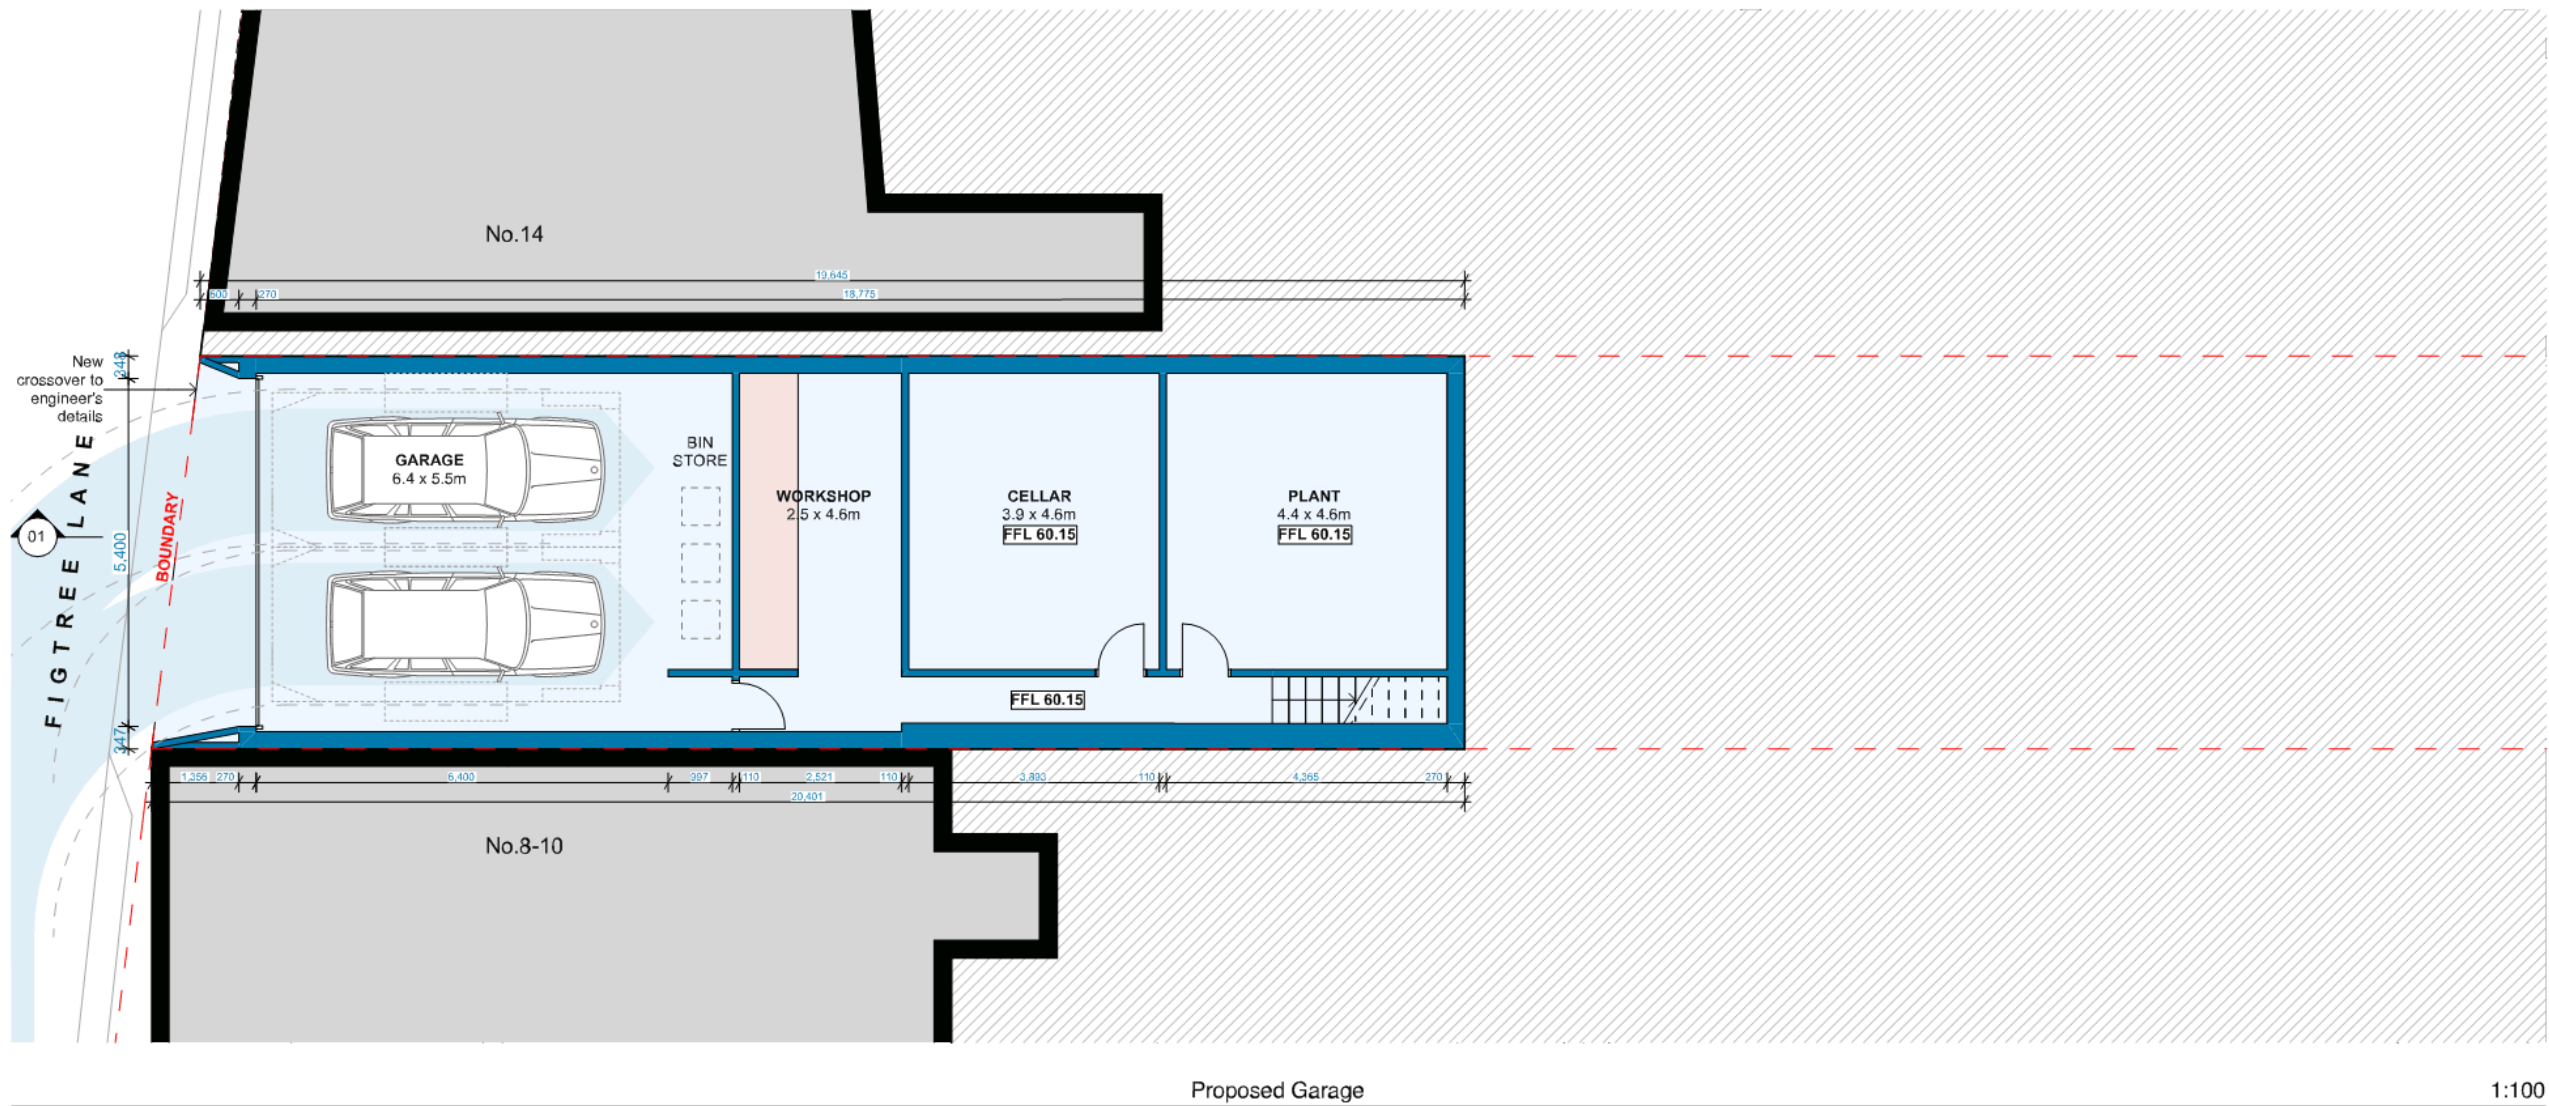 No.14
19,645
500
270
18,775
New
crossover to
engineer's
details
348
5,400
347
FIGTREE LANE
BOUNDARY
01
GARAGE
6.4 x 5.5m
BIN
STORE
WORKSHOP
2.5 x 4.6m
CELLAR
3.9 x 4.6m
FFL 60.15
PLANT
4.4 x 4.6m
FFL 60.15
FFL 60.15
1,356
270
6,400
997
110
2,521
110
3,893
110
4,365
270
20,401
No.8-10
Proposed Garage
1:100